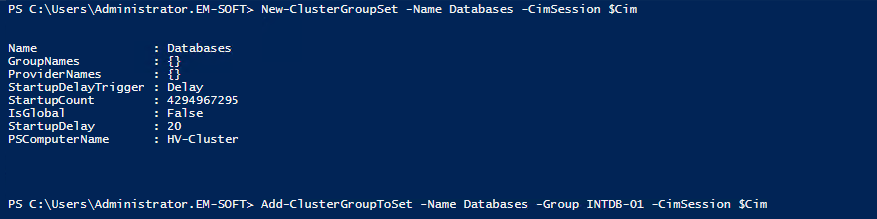 PS C:\Users\Administrator.EM-SOFT> New-ClusterGroupSet -Name Databases -CimSession $Cim
Name                : Databases
GroupNames          : {}
ProviderNames       : {}
StartupDelayTrigger : Delay
StartupCount        : 4294967295
IsGlobal            : False
StartupDelay        : 20
PSComputerName      : HV-Cluster
PS C:\Users\Administrator.EM-SOFT> Add-ClusterGroupToSet -Name Databases -Group INTDB-01 -CimSession $Cim